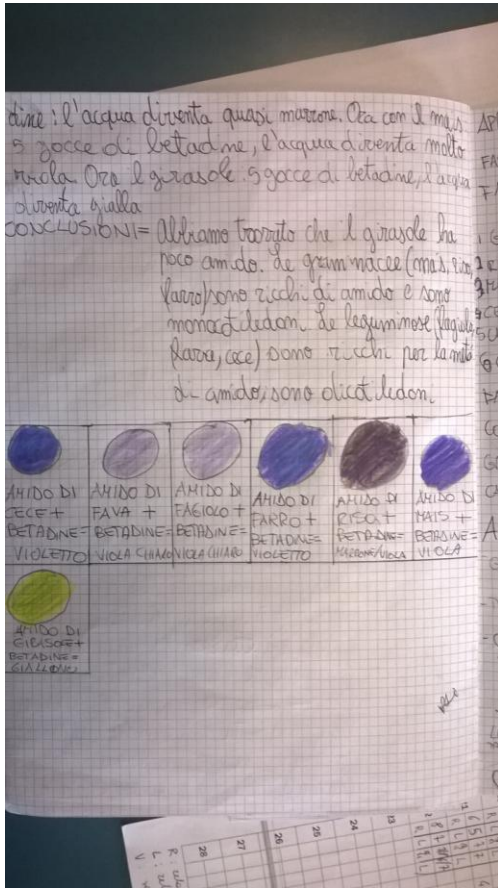 dine: l'acqua diventa quasi marrone. Ora con il mais
5 gocce di betadine, l'acqua diventa molto
viola. Ora il girasole. 5 gocce di betadine, l'acqua
diventa gialla
CONCLUSIONI= Abbiamo trovato che il girasole ha
poco amido. Le graminacee (mais, riso,
farro) sono ricchi di amido e sono
monocotiledon. Le leguminose (fagiolo,
fava, cece) sono ricchi per la metà
di amido, sono dicotiledon.
AMIDO DI CECE + BETADINE= VIOLETTO
AMIDO DI FAVA + BETADINE= VIOLA CHIARO
AMIDO DI FAGIOLO + BETADINE= VIOLA CHIARO
AMIDO DI FARRO + BETADINE= VIOLETTO
AMIDO DI RISO + BETADINE= MARRONE/VIOLA
AMIDO DI MAIS + BETADINE= VIOLA
AMIDO DI GIRASOLE + BETADINE= GIALLO
28
27
26
25
24
23